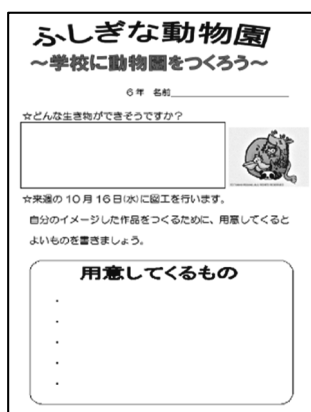 ふしぎな動物園
～学校に動物園をつくろう～
6年 名前
☆どんな生き物ができそうですか？
☆来週の10月16日(水)に図工を行います。
自分のイメージした作品をつくるために、用意してくると
よいものを書きましょう。
用意してくるもの
・
・
・
・
・